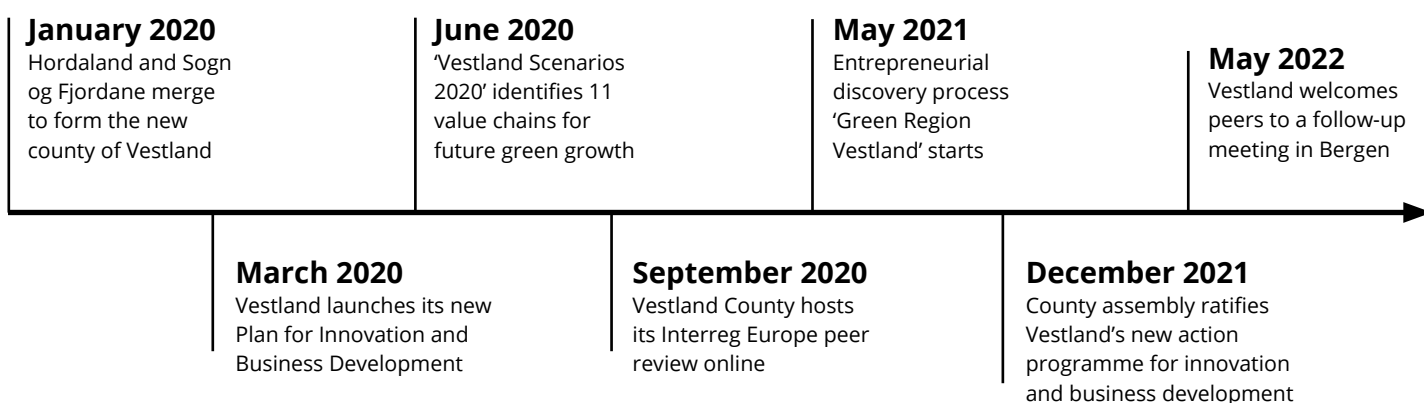 January 2020
Hordaland and Sogn
og Fjordane merge
to form the new
county of Vestland
March 2020
Vestland launches its new
Plan for Innovation and
Business Development
June 2020
‘Vestland Scenarios
2020’ identifies 11
value chains for
future green growth
September 2020
Vestland County hosts
its Interreg Europe peer
review online
May 2021
Entrepreneurial
discovery process
‘Green Region
Vestland’ starts
December 2021
County assembly ratifies
Vestland’s new action
programme for innovation
and business development
May 2022
Vestland welcomes
peers to a follow-up
meeting in Bergen